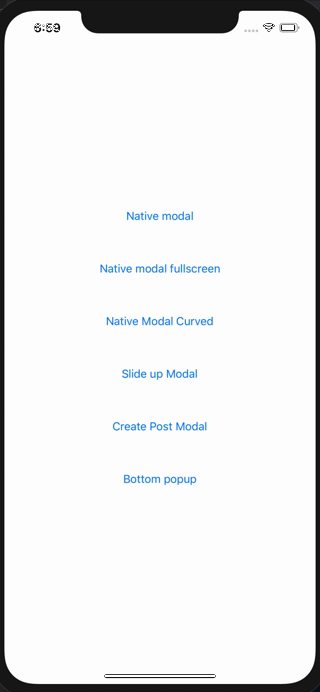 6:59
Native modal
Native modal fullscreen
Native Modal Curved
Slide up Modal
Create Post Modal
Bottom popup